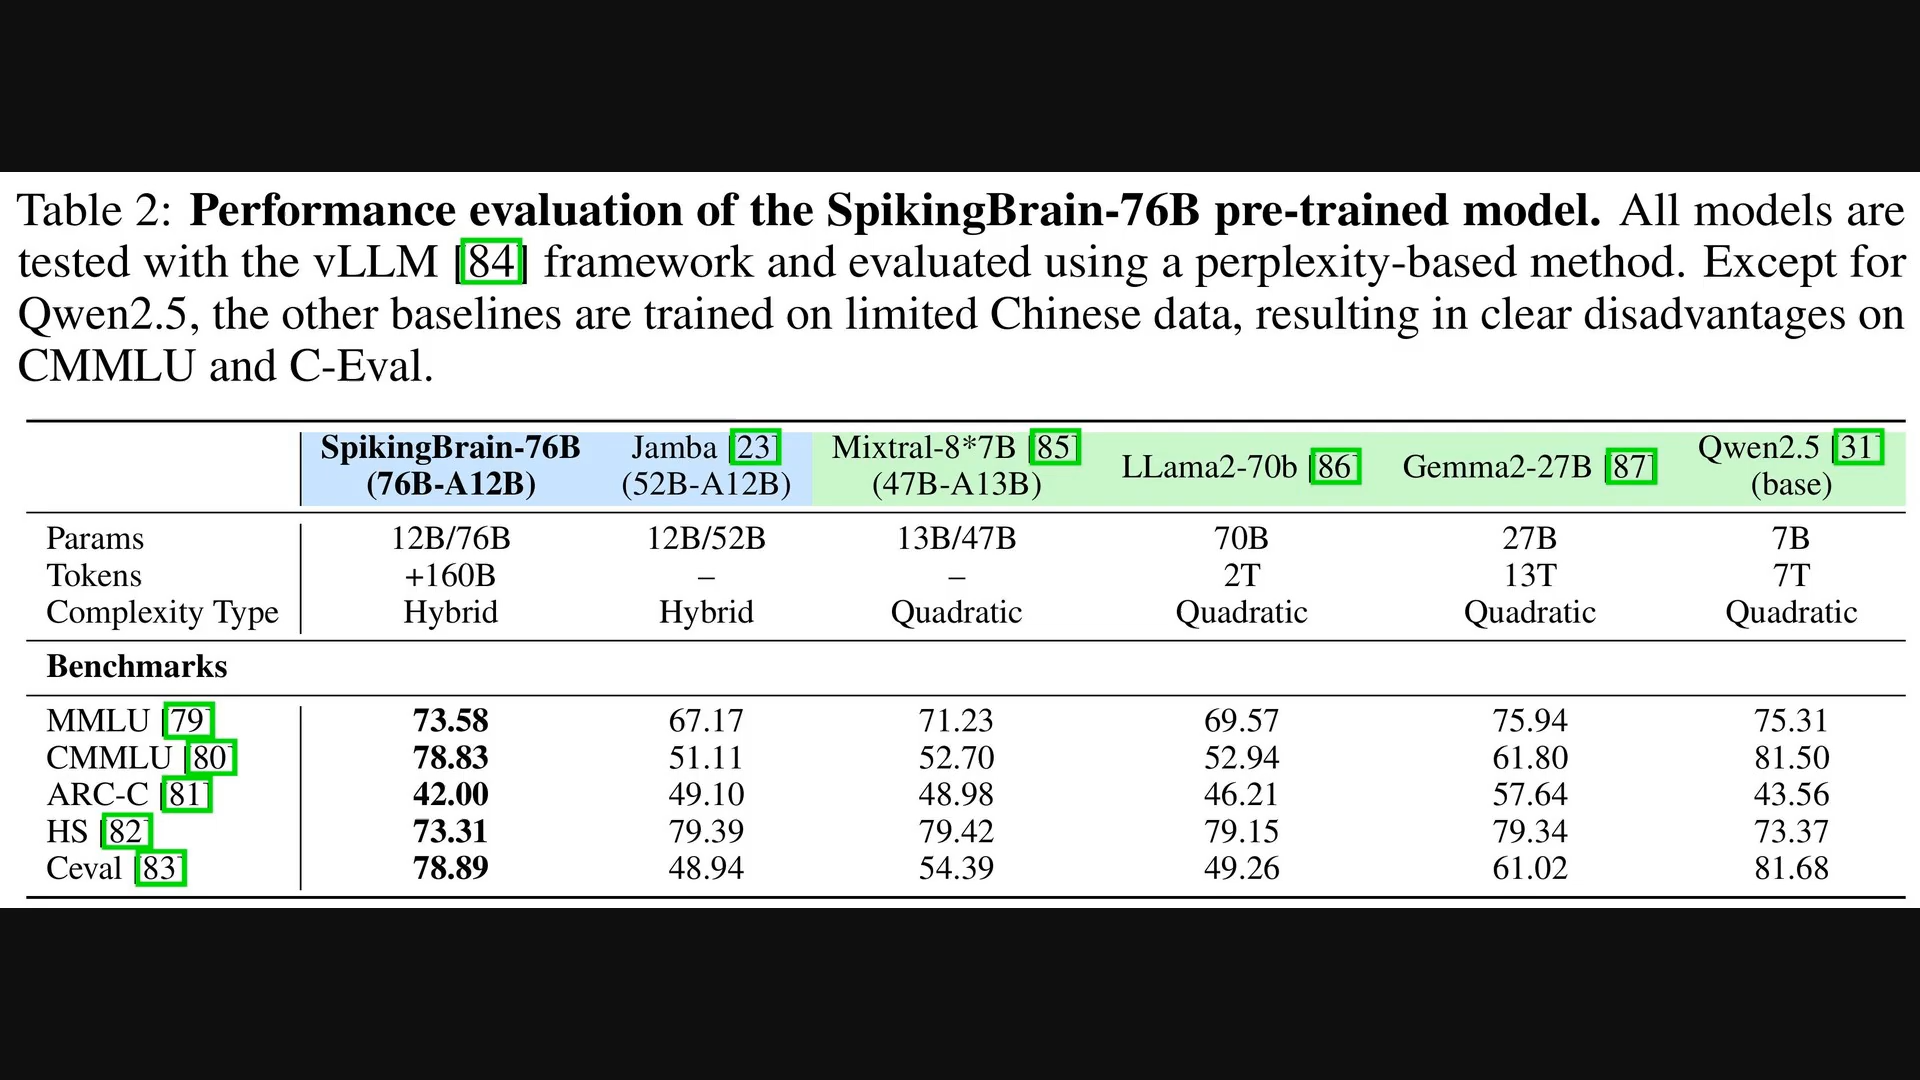 Table 2: Performance evaluation of the SpikingBrain-76B pre-trained model. All models are
tested with the vLLM [84] framework and evaluated using a perplexity-based method. Except for
Qwen2.5, the other baselines are trained on limited Chinese data, resulting in clear disadvantages on
CMMLU and C-Eval.
SpikingBrain-76B Jamba [23] Mixtral-8*7B [85] LLama2-70b [86] Gemma2-27B [87] Qwen2.5 [31]
(76B-A12B) (52B-A12B) (47B-A13B) (base)
Params 12B/76B 12B/52B 13B/47B 70B 27B 7B
Tokens +160B – – 2T 13T 7T
Complexity Type Hybrid Hybrid Quadratic Quadratic Quadratic Quadratic
Benchmarks
MMLU [79] 73.58 67.17 71.23 69.57 75.94 75.31
CMMLU [80] 78.83 51.11 52.70 52.94 61.80 81.50
ARC-C [81] 42.00 49.10 48.98 46.21 57.64 43.56
HS [82] 73.31 79.39 79.42 79.15 79.34 73.37
Ceval [83] 78.89 48.94 54.39 49.26 61.02 81.68